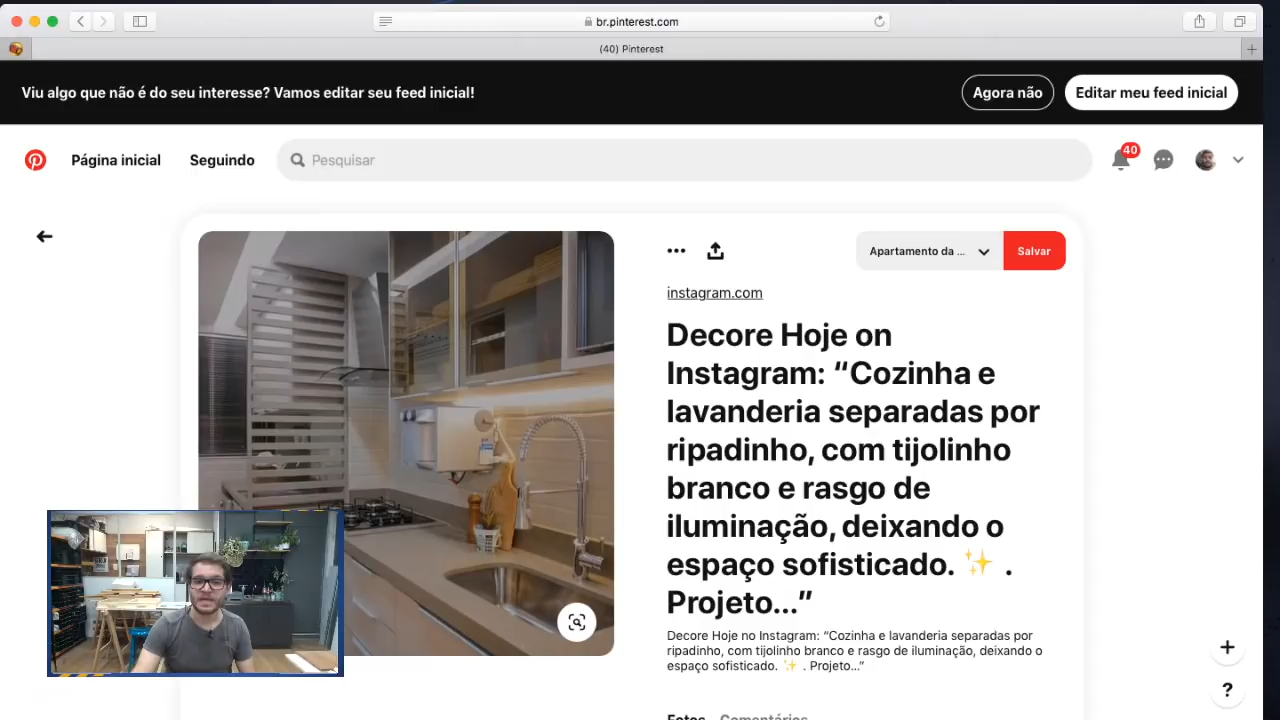 br.pinterest.com
(40) Pinterest
Viu algo que não é do seu interesse? Vamos editar seu feed inicial!
Agora não
Editar meu feed inicial
Página inicial
Seguindo
Pesquisar
40
Apartamento da ...
Salvar
instagram.com
Decore Hoje on
Instagram: “Cozinha e
lavanderia separadas por
ripadinho, com tijolinho
branco e rasgo de
iluminação, deixando o
espaço sofisticado. ✨ .
Projeto...”
Decore Hoje no Instagram: “Cozinha e lavanderia separadas por
ripadinho, com tijolinho branco e rasgo de iluminação, deixando o
espaço sofisticado. ✨ . Projeto...”
Fotos Comentários